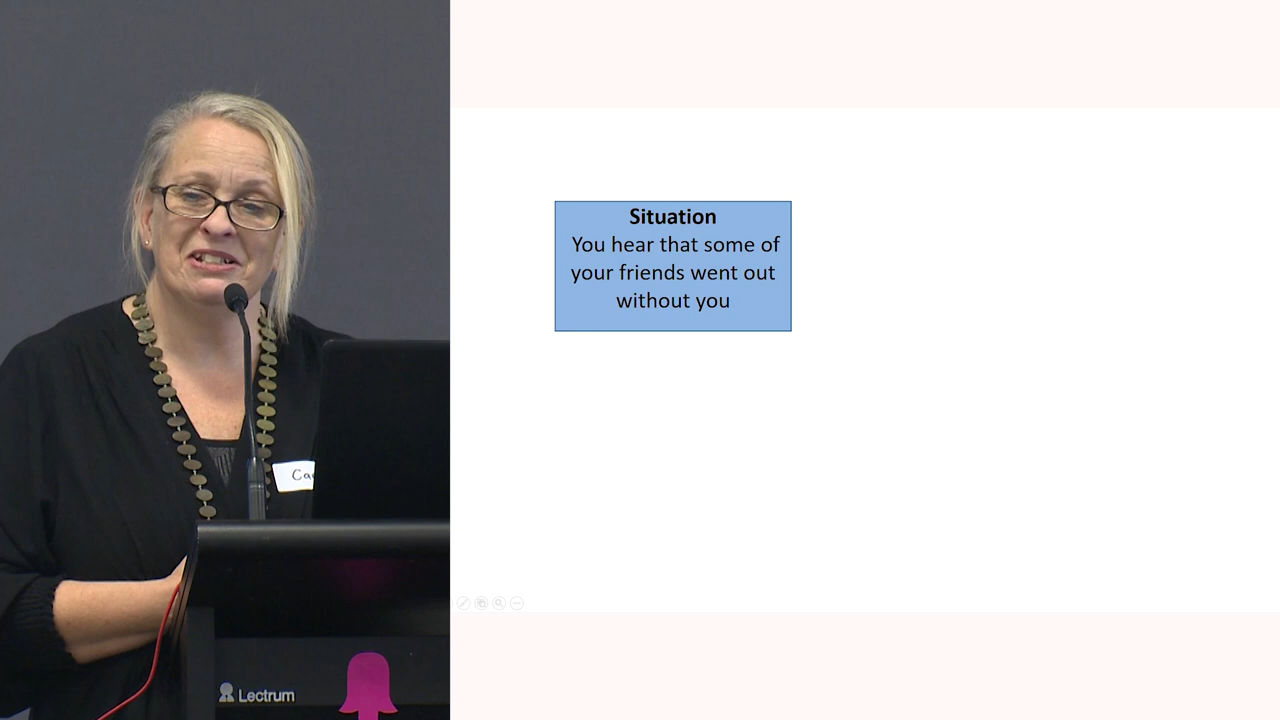 Situation
You hear that some of
your friends went out
without you
Lectrum